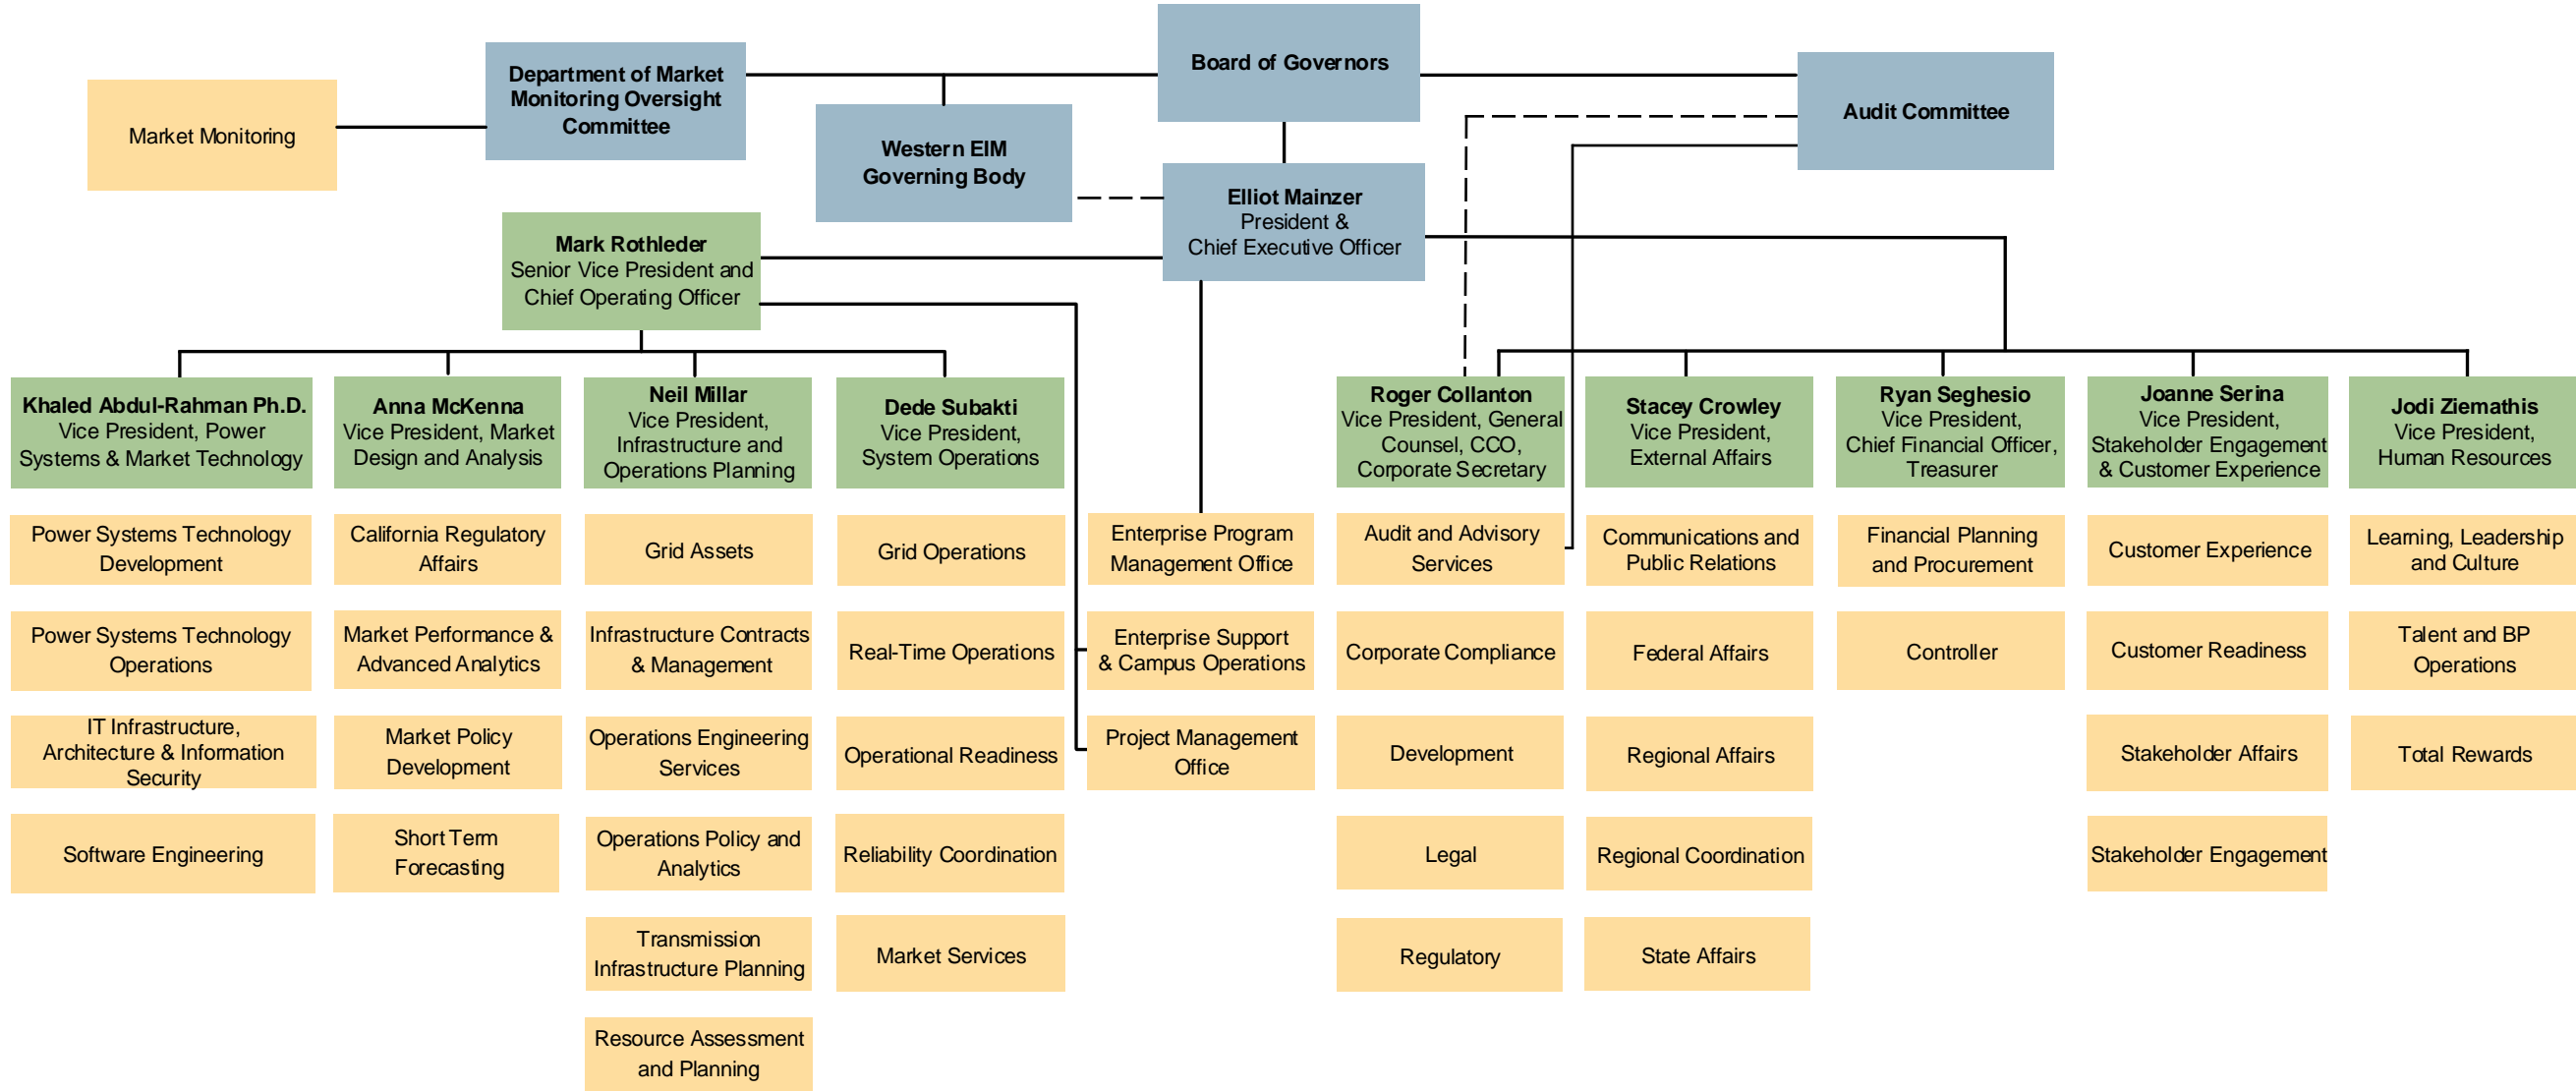 Board of Governors
Department of Market
Monitoring Oversight
Committee
Audit Committee
Market Monitoring
Western EIM
Governing Body
Elliot Mainzer
President &
Chief Executive Officer
Mark Rothleder
Senior Vice President and
Chief Operating Officer
Khaled Abdul-Rahman Ph.D.
Vice President, Power
Systems & Market Technology
Anna McKenna
Vice President, Market
Design and Analysis
Neil Millar
Vice President,
Infrastructure and
Operations Planning
Dede Subakti
Vice President,
System Operations
Roger Collanton
Vice President, General
Counsel, CCO,
Corporate Secretary
Stacey Crowley
Vice President,
External Affairs
Ryan Seghesio
Vice President,
Chief Financial Officer,
Treasurer
Joanne Serina
Vice President,
Stakeholder Engagement
& Customer Experience
Jodi Ziemathis
Vice President,
Human Resources
Power Systems Technology
Development
Power Systems Technology
Operations
IT Infrastructure,
Architecture & Information
Security
Software Engineering
California Regulatory
Affairs
Market Performance &
Advanced Analytics
Market Policy
Development
Short Term
Forecasting
Grid Assets
Infrastructure Contracts
& Management
Operations Engineering
Services
Operations Policy and
Analytics
Transmission
Infrastructure Planning
Resource Assessment
and Planning
Grid Operations
Real-Time Operations
Operational Readiness
Reliability Coordination
Market Services
Enterprise Program
Management Office
Enterprise Support
& Campus Operations
Project Management
Office
Audit and Advisory
Services
Corporate Compliance
Development
Legal
Regulatory
Communications and
Public Relations
Federal Affairs
Regional Affairs
Regional Coordination
State Affairs
Financial Planning
and Procurement
Controller
Customer Experience
Customer Readiness
Stakeholder Affairs
Stakeholder Engagement
Learning, Leadership
and Culture
Talent and BP
Operations
Total Rewards